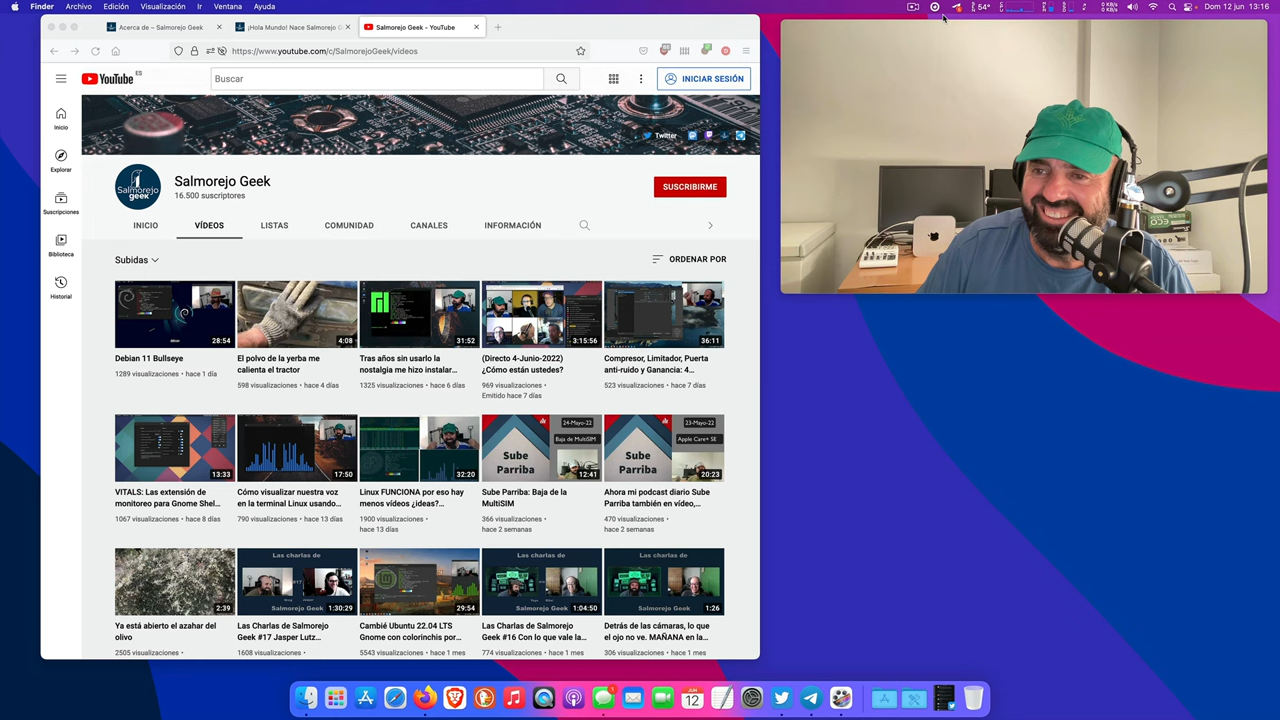 Finder Archivo Edición Visualización Ir Ventana Ayuda
54° 0 KB/s 0 KB/s Dom 12 jun 13:16
Acerca de – Salmorejo Geek
¡Hola Mundo! Nace Salmorejo G
Salmorejo Geek - YouTube
https://www.youtube.com/c/SalmorejoGeek/videos
YouTube ES
Buscar
INICIAR SESIÓN
Inicio
Explorar
Suscripciones
Biblioteca
Historial
Twitter
Salmorejo
geek
Salmorejo Geek
16.500 suscriptores
SUSCRIBIRME
INICIO VÍDEOS LISTAS COMUNIDAD CANALES INFORMACIÓN
Subidas
ORDENAR POR
28:54
4:08
31:52
3:15:56
36:11
Debian 11 Bullseye
1289 visualizaciones • hace 1 día
El polvo de la yerba me
calienta el tractor
598 visualizaciones • hace 4 días
Tras años sin usarlo la
nostalgia me hizo instalar...
1325 visualizaciones • hace 6 días
(Directo 4-Junio-2022)
¿Cómo están ustedes?
969 visualizaciones •
Emitido hace 7 días
Compresor, Limitador, Puerta
anti-ruido y Ganancia: 4...
523 visualizaciones • hace 7 días
13:33
17:50
32:20
24-May-22
Baja de MultiSIM
Sube
Parriba
12:41
23-May-22
Apple Care+ SE
Sube
Parriba
20:23
VITALS: Las extensión de
monitoreo para Gnome Shel...
1067 visualizaciones • hace 8 días
Cómo visualizar nuestra voz
en la terminal Linux usando...
790 visualizaciones • hace 13 días
Linux FUNCIONA por eso hay
menos vídeos ¿ideas?...
1900 visualizaciones •
hace 13 días
Sube Parriba: Baja de la
MultiSIM
366 visualizaciones •
hace 2 semanas
Ahora mi podcast diario Sube
Parriba también en vídeo,...
470 visualizaciones •
hace 2 semanas
2:39
Las charlas de
#17
Salmorejo Geek
1:30:29
29:54
Las charlas de
Salmorejo Geek
1:04:50
Las charlas de
Salmorejo Geek
1:26
Ya está abierto el azahar del
olivo
2505 visualizaciones •
Las Charlas de Salmorejo
Geek #17 Jasper Lutz...
1608 visualizaciones •
Cambié Ubuntu 22.04 LTS
Gnome con colorinchis por...
5543 visualizaciones • hace 1 mes
Las Charlas de Salmorejo
Geek #16 Con lo que vale la...
774 visualizaciones • hace 1 mes
Detrás de las cámaras, lo que
el ojo no ve. MAÑANA en la...
306 visualizaciones • hace 1 mes
JUN
12